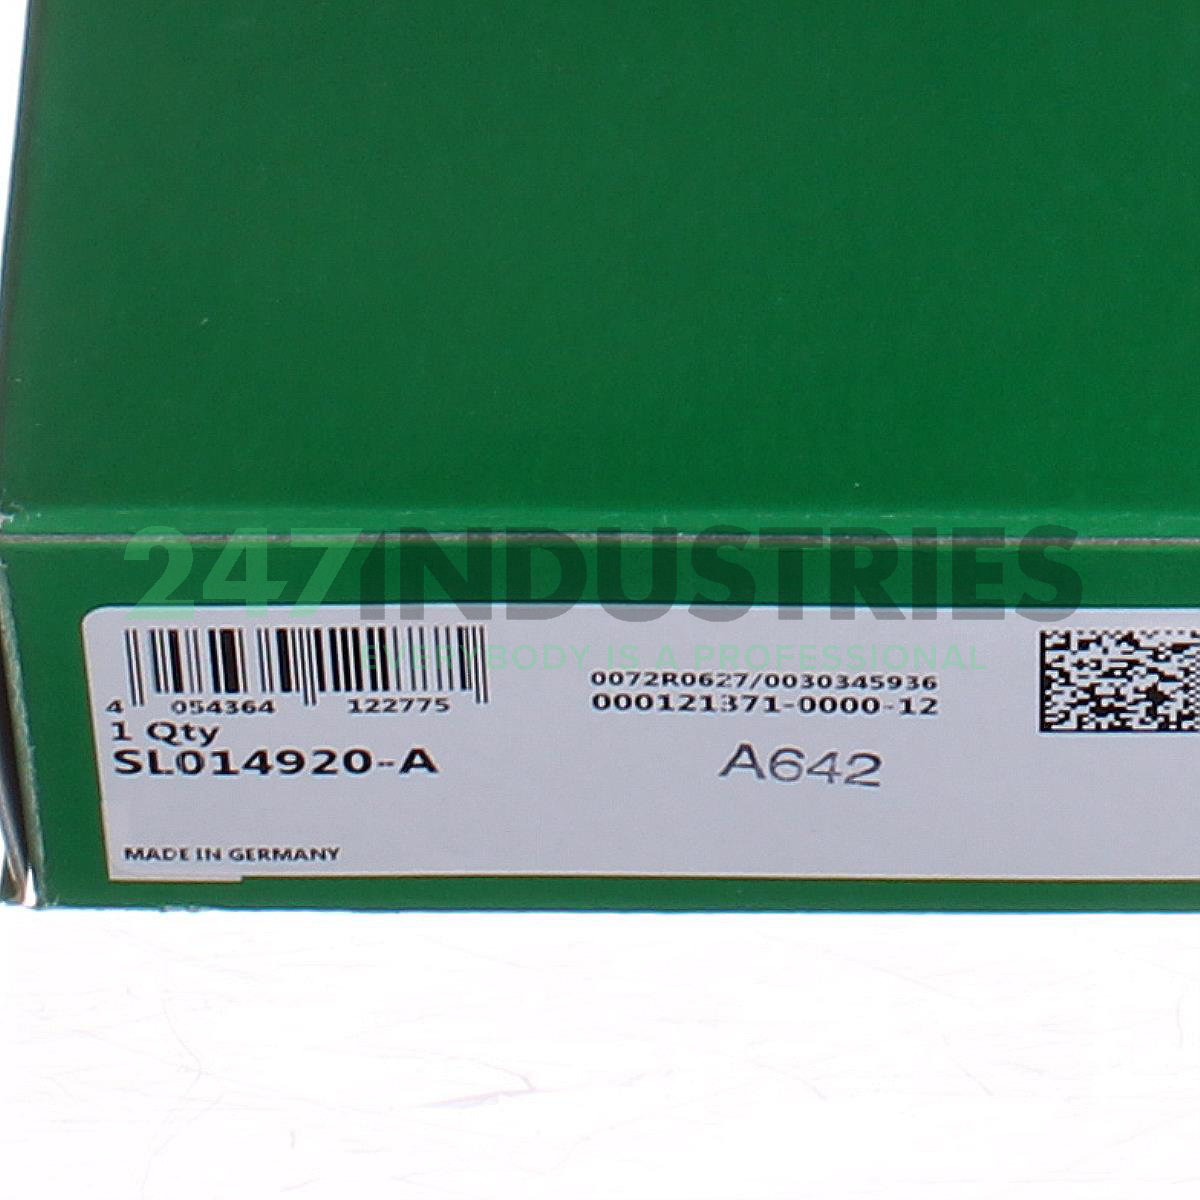 247INDUSTRIES
EVERYBODY IS A PROFESSIONAL
0072R0627/0030345936
000121371-0000-12
4 054364 122775
1 Qty
SL014920-A
A642
MADE IN GERMANY